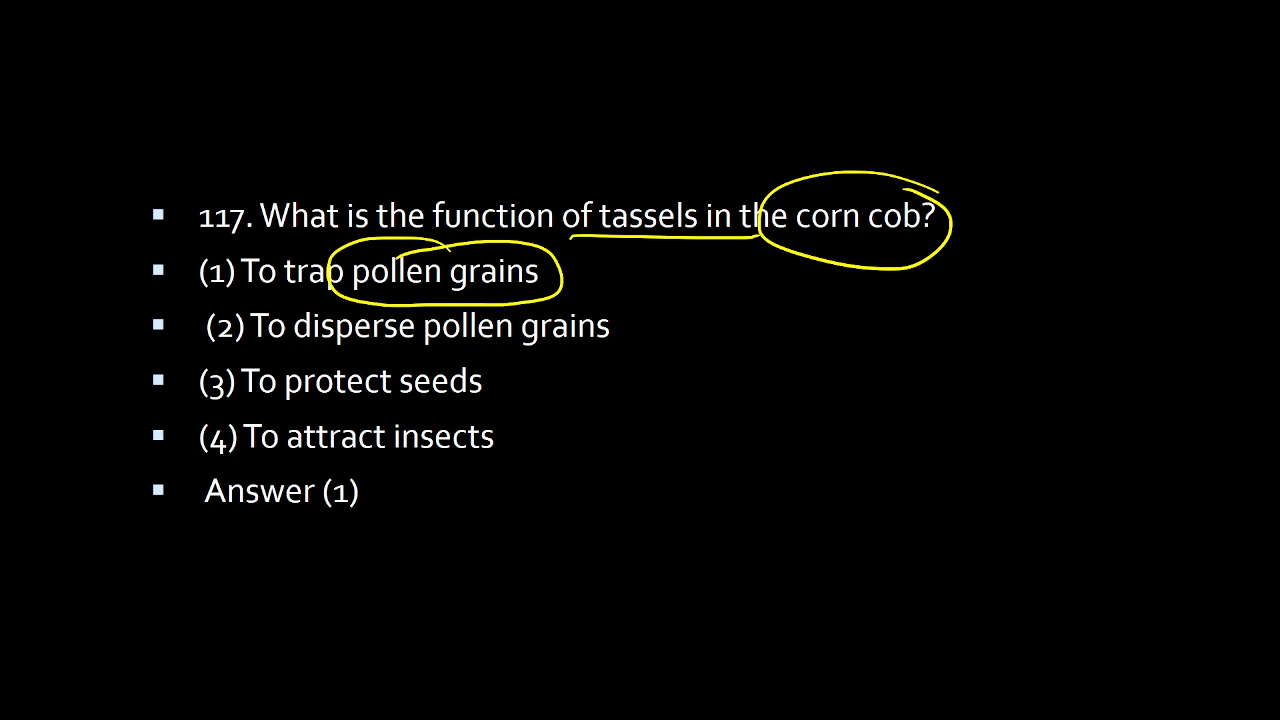 117. What is the function of tassels in the corn cob?
(1) To trap pollen grains
(2) To disperse pollen grains
(3) To protect seeds
(4) To attract insects
Answer (1)